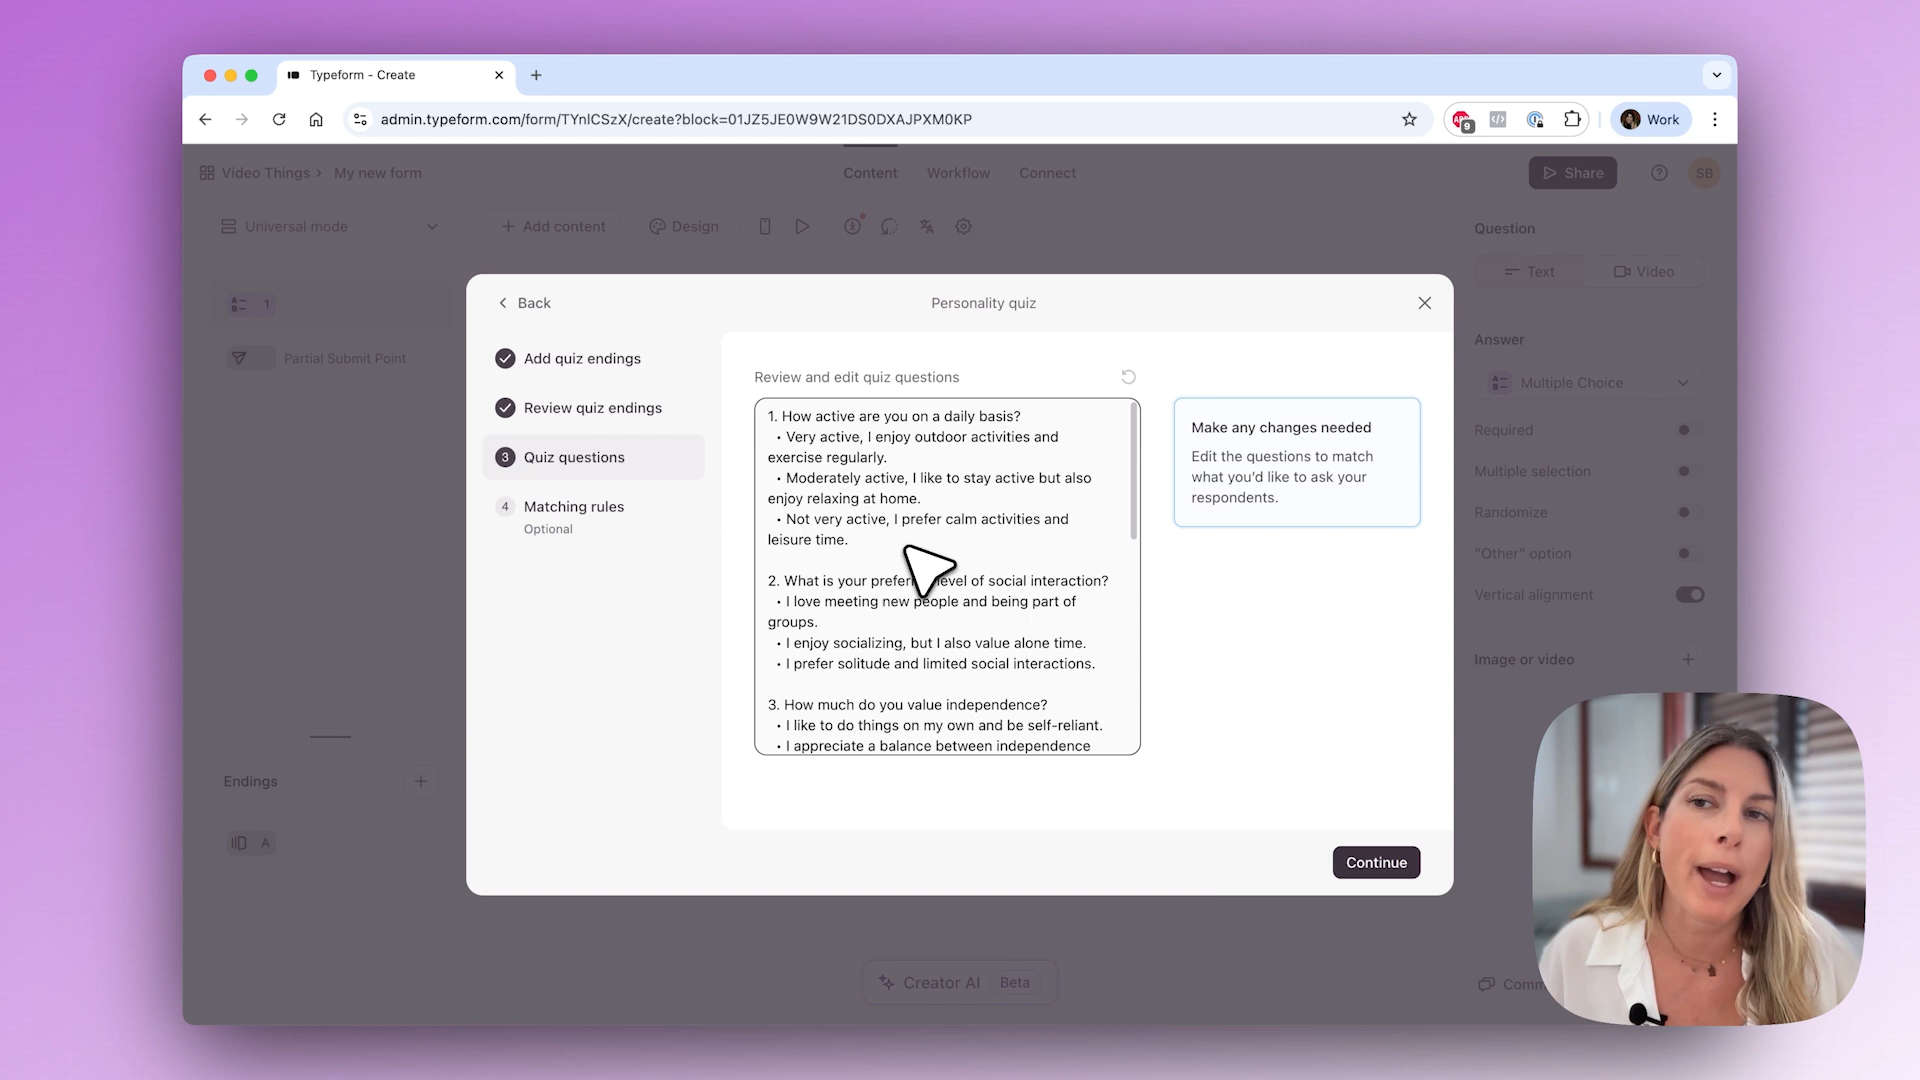 Typeform - Create
admin.typeform.com/form/TYnlCSzX/create?block=01JZ5JE0W9W21DS0DXAJPXM0KP
9
Work
Video Things
My new form
Content
Workflow
Connect
Share
SB
Universal mode
Add content
Design
Question
Text
Video
1
Partial Submit Point
Answer
Multiple Choice
Required
Multiple selection
Randomize
"Other" option
Vertical alignment
Image or video
Endings
A
Back
Personality quiz
Add quiz endings
Review quiz endings
3 Quiz questions
4 Matching rules
Optional
Review and edit quiz questions
1. How active are you on a daily basis?
• Very active, I enjoy outdoor activities and
exercise regularly.
• Moderately active, I like to stay active but also
enjoy relaxing at home.
• Not very active, I prefer calm activities and
leisure time.
2. What is your level of social interaction?
• I love meeting new people and being part of
groups.
• I enjoy socializing, but I also value alone time.
• I prefer solitude and limited social interactions.
3. How much do you value independence?
• I like to do things on my own and be self-reliant.
• I appreciate a balance between independence
Make any changes needed
Edit the questions to match
what you'd like to ask your
respondents.
Continue
Creator AI
Beta